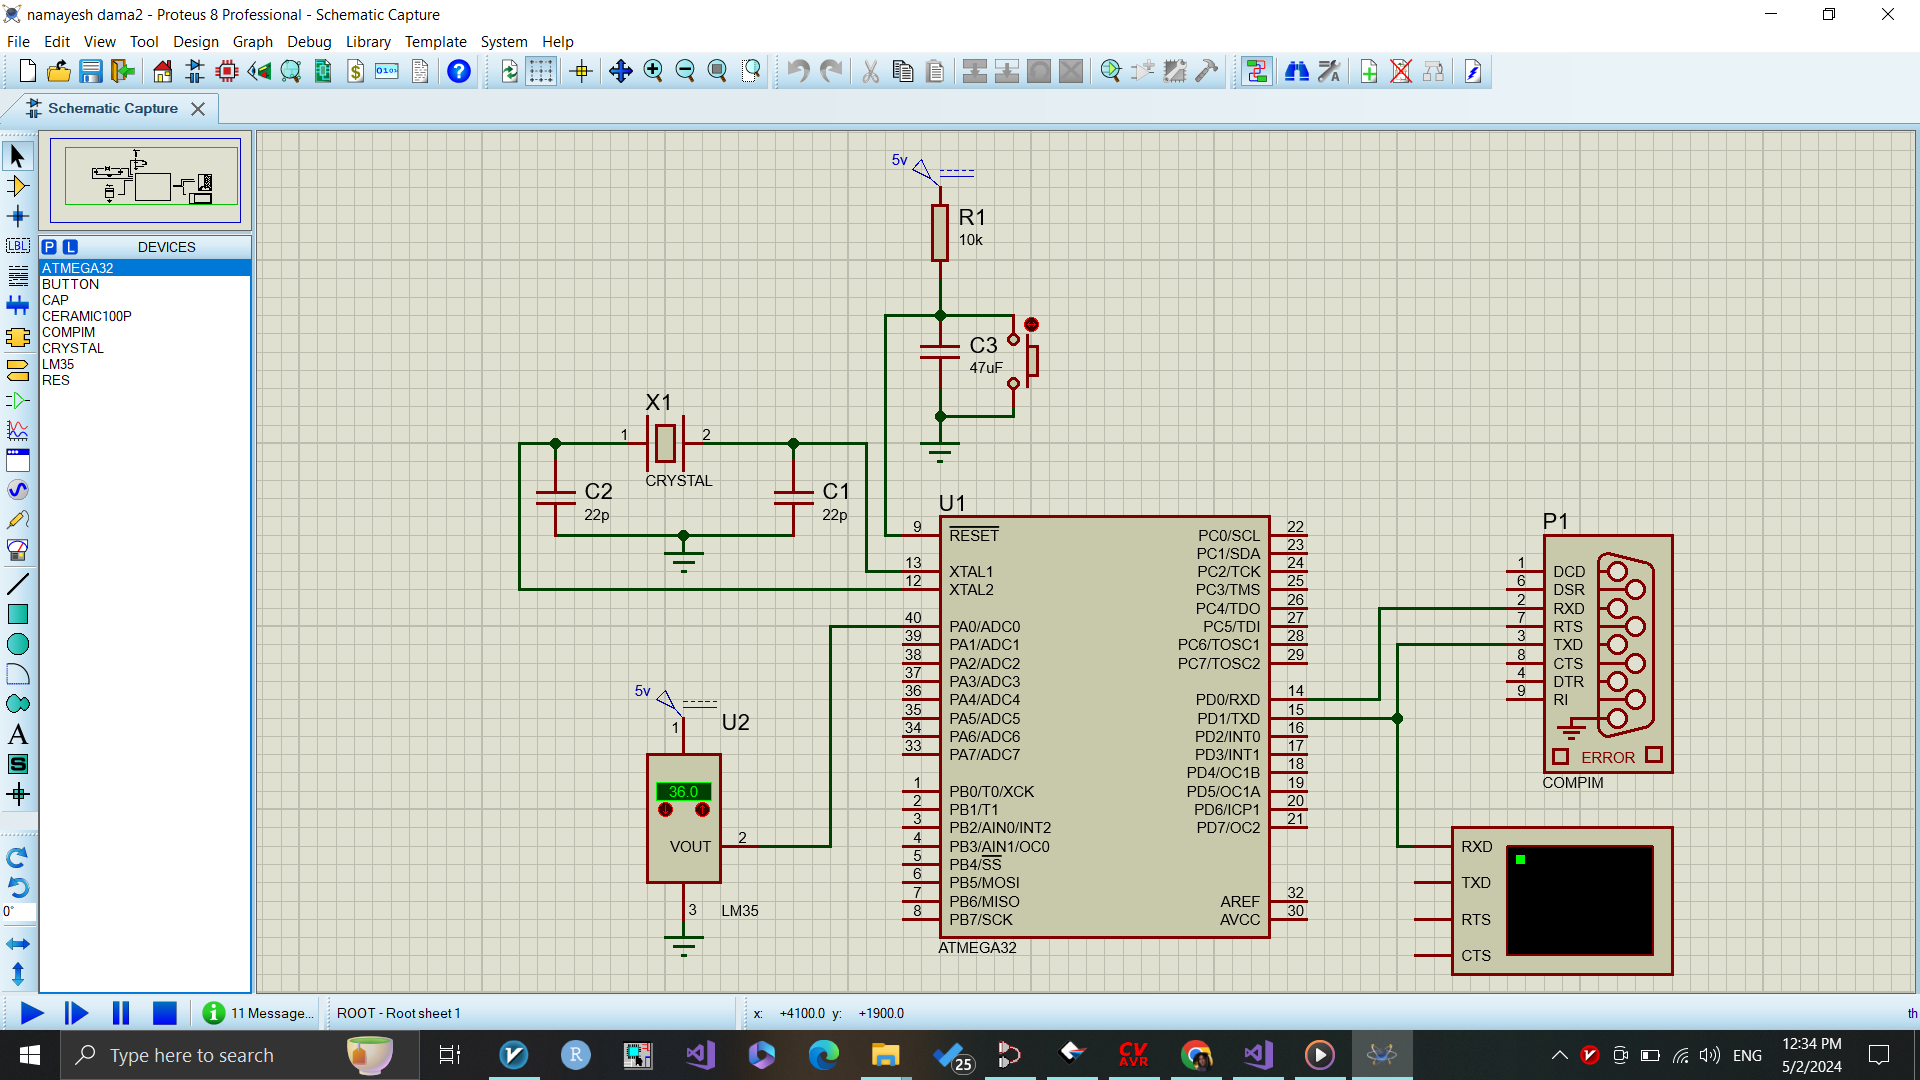 namayesh dama2 - Proteus 8 Professional - Schematic Capture
File Edit View Tool Design Graph Debug Library Template System Help
Schematic Capture
P L DEVICES
ATMEGA32
BUTTON
CAP
CERAMIC100P
COMPIM
CRYSTAL
LM35
RES
LBL
A
S
0°
5v
R1
10k
C3
47uF
X1
1 2
CRYSTAL
C2
22p
C1
22p
U1
9 RESET
13 XTAL1
12 XTAL2
40 PA0/ADC0
39 PA1/ADC1
38 PA2/ADC2
37 PA3/ADC3
36 PA4/ADC4
35 PA5/ADC5
34 PA6/ADC6
33 PA7/ADC7
1 PB0/T0/XCK
2 PB1/T1
3 PB2/AIN0/INT2
4 PB3/AIN1/OC0
5 PB4/SS
6 PB5/MOSI
7 PB6/MISO
8 PB7/SCK
PC0/SCL 22
PC1/SDA 23
PC2/TCK 24
PC3/TMS 25
PC4/TDO 26
PC5/TDI 27
PC6/TOSC1 28
PC7/TOSC2 29
PD0/RXD 14
PD1/TXD 15
PD2/INT0 16
PD3/INT1 17
PD4/OC1B 18
PD5/OC1A 19
PD6/ICP1 20
PD7/OC2 21
AREF 32
AVCC 30
ATMEGA32
5v
1
U2
36.0
VOUT 2
3
LM35
P1
1 DCD
6 DSR
2 RXD
7 RTS
3 TXD
8 CTS
4 DTR
9 RI
ERROR
COMPIM
RXD
TXD
RTS
CTS
11 Message...
ROOT - Root sheet 1
x: +4100.0 y: +1900.0
th
Type here to search
R
25
CV
AVR
ENG
12:34 PM
5/2/2024